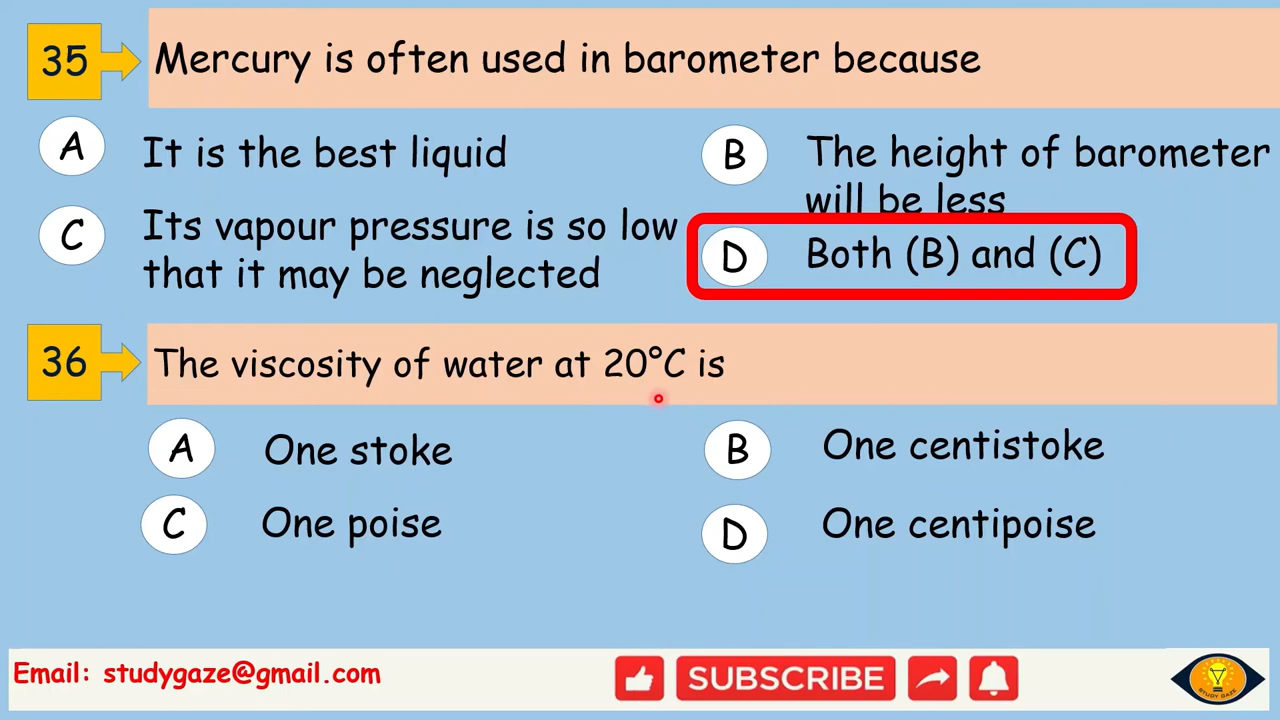 35
Mercury is often used in barometer because
A
It is the best liquid
B
The height of barometer
will be less
C
Its vapour pressure is so low
that it may be neglected
D
Both (B) and (C)
36
The viscosity of water at 20°C is
A
One stoke
B
One centistoke
C
One poise
D
One centipoise
Email: studygaze@gmail.com
SUBSCRIBE
STUDY GAZE